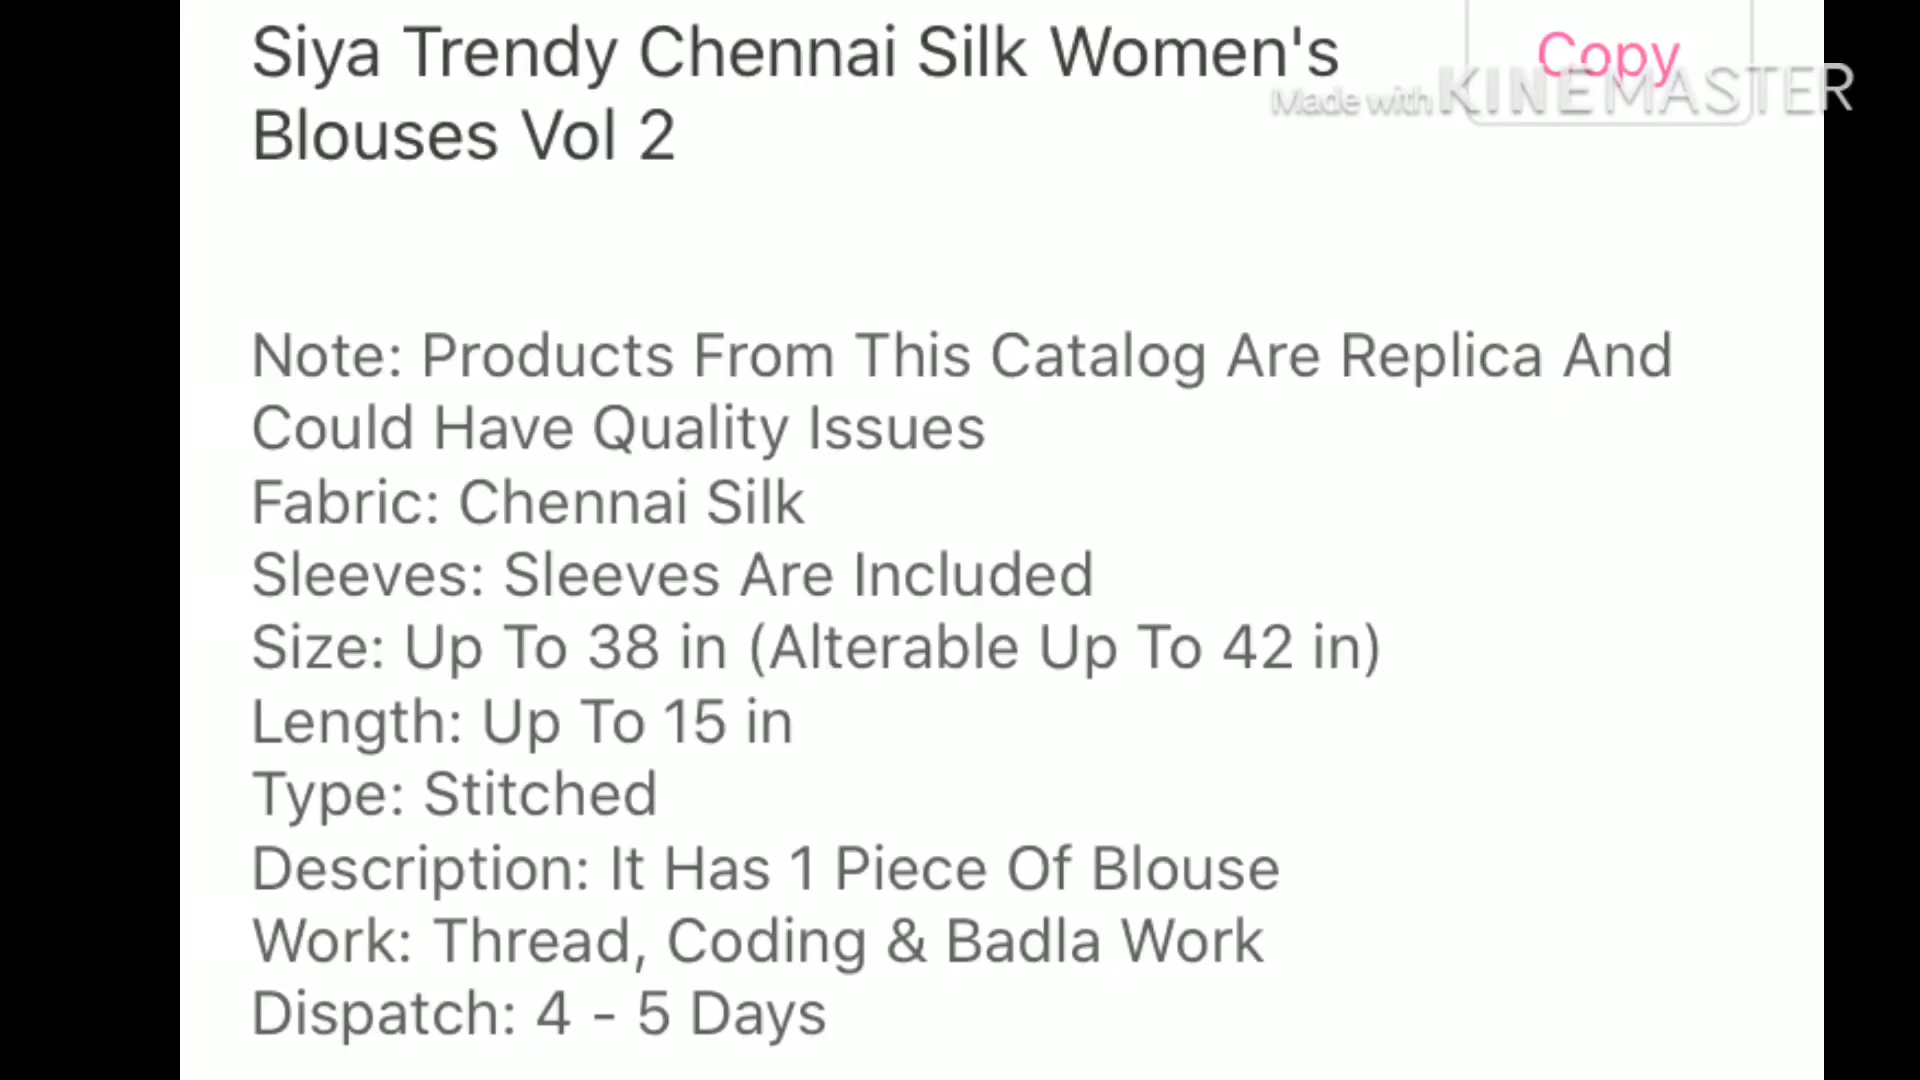 Siya Trendy Chennai Silk Women's
Copy
Made with KINEMASTER
Blouses Vol 2
Note: Products From This Catalog Are Replica And
Could Have Quality Issues
Fabric: Chennai Silk
Sleeves: Sleeves Are Included
Size: Up To 38 in (Alterable Up To 42 in)
Length: Up To 15 in
Type: Stitched
Description: It Has 1 Piece Of Blouse
Work: Thread, Coding & Badla Work
Dispatch: 4 - 5 Days